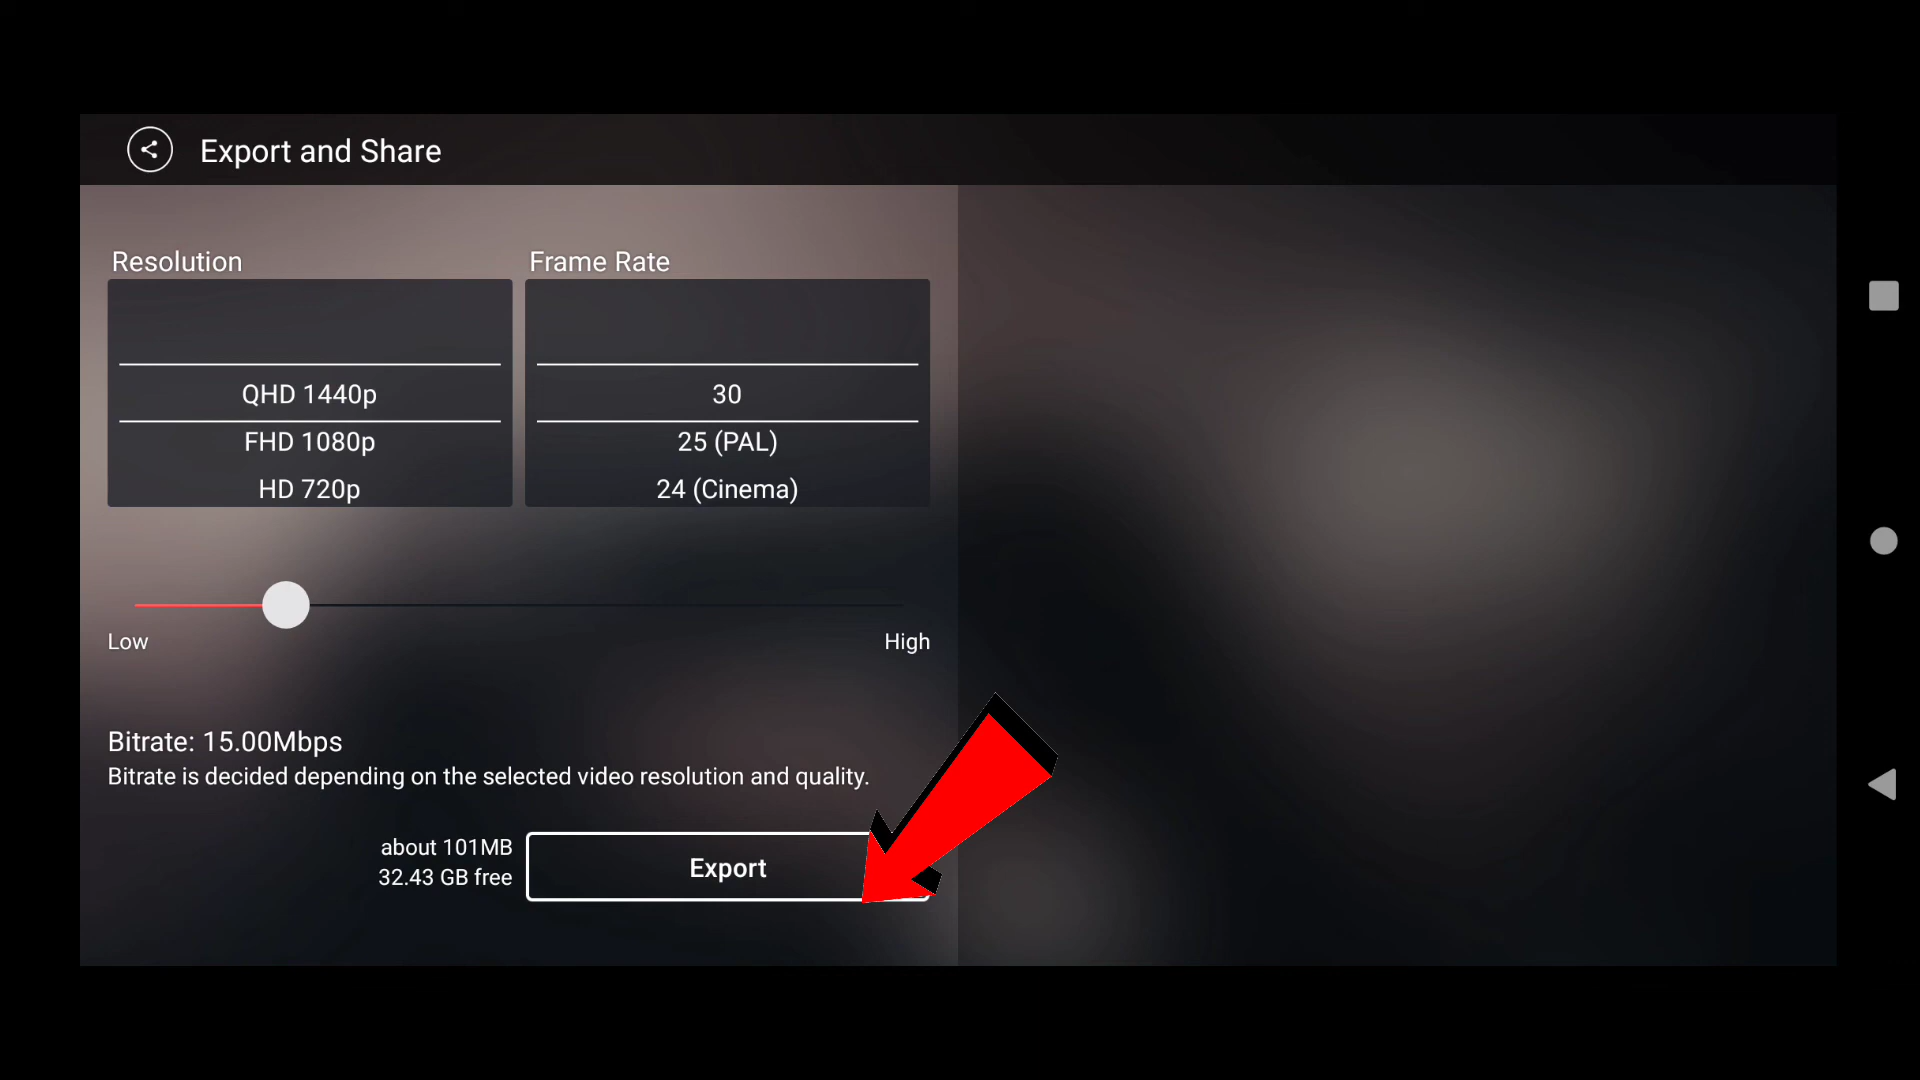 Export and Share
Resolution
Frame Rate
QHD 1440p
30
FHD 1080p
25 (PAL)
HD 720p
24 (Cinema)
Low
High
Bitrate: 15.00Mbps
Bitrate is decided depending on the selected video resolution and quality.
about 101MB
32.43 GB free
Export